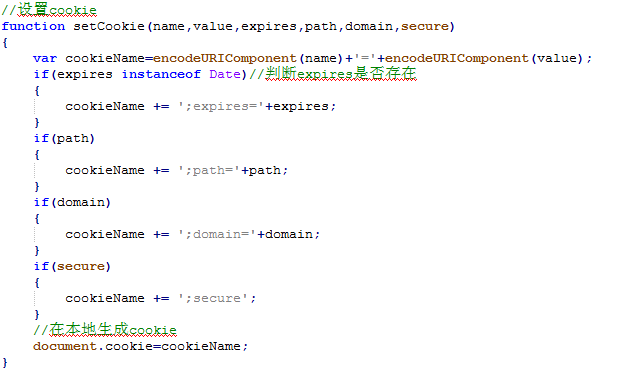 //设置cookie
function setCookie(name,value,expires,path,domain,secure)
{
    var cookieName=encodeURIComponent(name)+'='+encodeURIComponent(value);
    if(expires instanceof Date)//判断expires是否存在
    {
        cookieName += ';expires='+expires;
    }
    if(path)
    {
        cookieName += ';path='+path;
    }
    if(domain)
    {
        cookieName += ';domain='+domain;
    }
    if(secure)
    {
        cookieName += ';secure';
    }
    //在本地生成cookie
    document.cookie=cookieName;
}